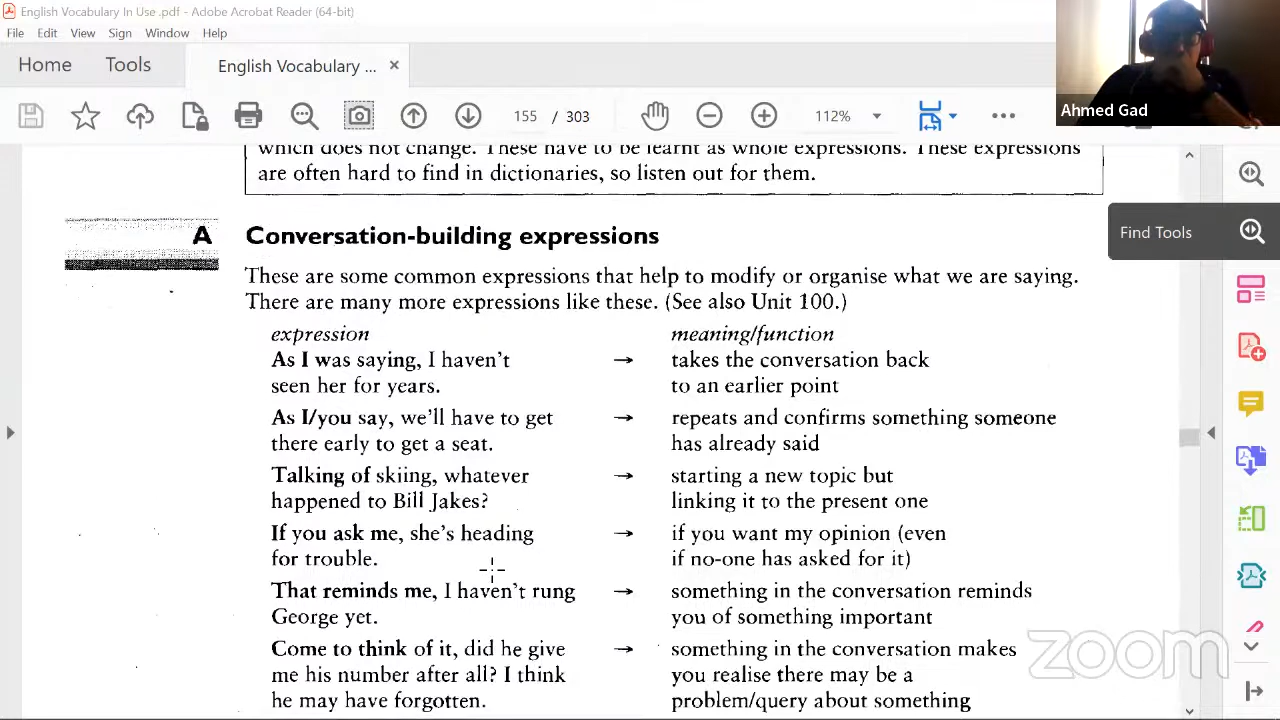 English Vocabulary In Use .pdf - Adobe Acrobat Reader (64-bit)
File Edit View Sign Window Help
Home Tools English Vocabulary ... ×
155 / 303 112%
Ahmed Gad
which does not change. These have to be learnt as whole expressions. These expressions
are often hard to find in dictionaries, so listen out for them.
A Conversation-building expressions
Find Tools
These are some common expressions that help to modify or organise what we are saying.
There are many more expressions like these. (See also Unit 100.)
expression meaning/function
As I was saying, I haven't → takes the conversation back
seen her for years. to an earlier point
As I/you say, we'll have to get → repeats and confirms something someone
there early to get a seat. has already said
Talking of skiing, whatever → starting a new topic but
happened to Bill Jakes? linking it to the present one
If you ask me, she's heading → if you want my opinion (even
for trouble. if no-one has asked for it)
That reminds me, I haven't rung → something in the conversation reminds
George yet. you of something important
Come to think of it, did he give → something in the conversation makes
me his number after all? I think you realise there may be a
he may have forgotten. problem/query about something
zoom